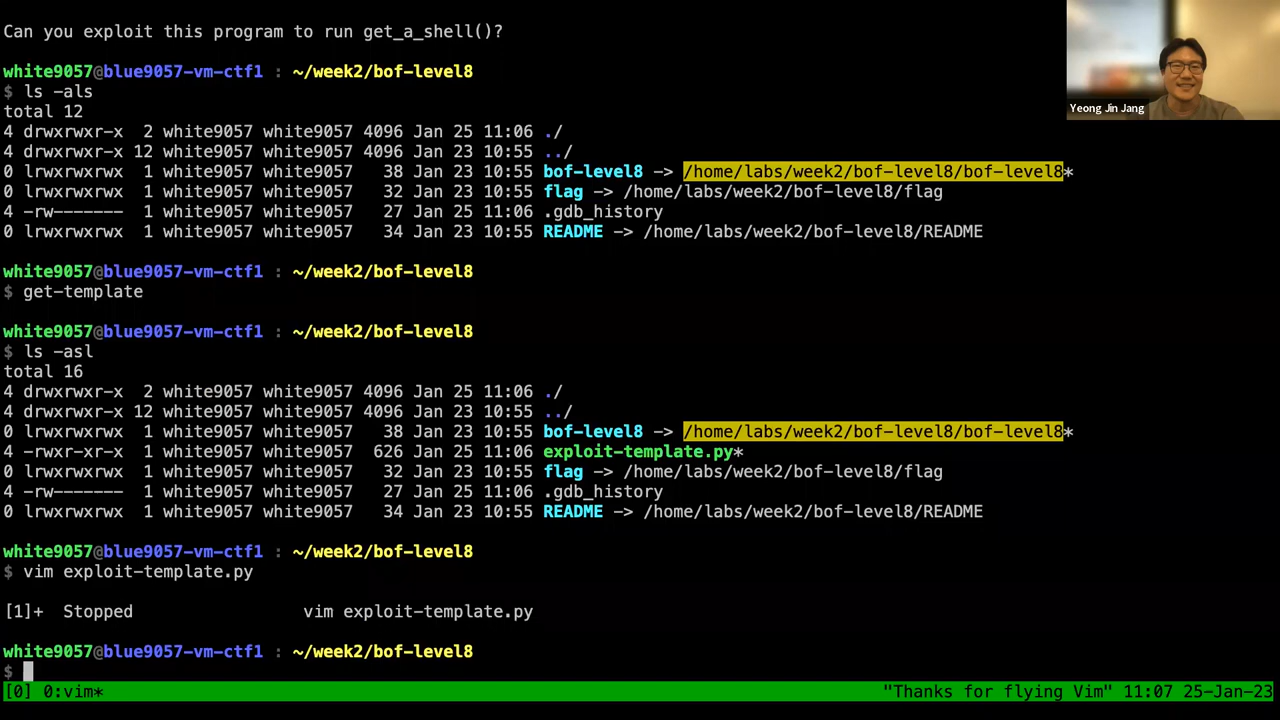 Can you exploit this program to run get_a_shell()?
Yeong Jin Jang
white9057@blue9057-vm-ctf1 : ~/week2/bof-level8
$ ls -als
total 12
4 drwxrwxr-x  2 white9057 white9057 4096 Jan 25 11:06 ./
4 drwxrwxr-x 12 white9057 white9057 4096 Jan 23 10:55 ../
0 lrwxrwxrwx  1 white9057 white9057   38 Jan 23 10:55 bof-level8 -> /home/labs/week2/bof-level8/bof-level8*
0 lrwxrwxrwx  1 white9057 white9057   32 Jan 23 10:55 flag -> /home/labs/week2/bof-level8/flag
4 -rw-------  1 white9057 white9057   27 Jan 25 11:06 .gdb_history
0 lrwxrwxrwx  1 white9057 white9057   34 Jan 23 10:55 README -> /home/labs/week2/bof-level8/README
white9057@blue9057-vm-ctf1 : ~/week2/bof-level8
$ get-template
white9057@blue9057-vm-ctf1 : ~/week2/bof-level8
$ ls -asl
total 16
4 drwxrwxr-x  2 white9057 white9057 4096 Jan 25 11:06 ./
4 drwxrwxr-x 12 white9057 white9057 4096 Jan 23 10:55 ../
0 lrwxrwxrwx  1 white9057 white9057   38 Jan 23 10:55 bof-level8 -> /home/labs/week2/bof-level8/bof-level8*
4 -rwxr-xr-x  1 white9057 white9057  626 Jan 25 11:06 exploit-template.py*
0 lrwxrwxrwx  1 white9057 white9057   32 Jan 23 10:55 flag -> /home/labs/week2/bof-level8/flag
4 -rw-------  1 white9057 white9057   27 Jan 25 11:06 .gdb_history
0 lrwxrwxrwx  1 white9057 white9057   34 Jan 23 10:55 README -> /home/labs/week2/bof-level8/README
white9057@blue9057-vm-ctf1 : ~/week2/bof-level8
$ vim exploit-template.py
[1]+  Stopped                 vim exploit-template.py
white9057@blue9057-vm-ctf1 : ~/week2/bof-level8
$
[0] 0:vim* "Thanks for flying Vim" 11:07 25-Jan-23